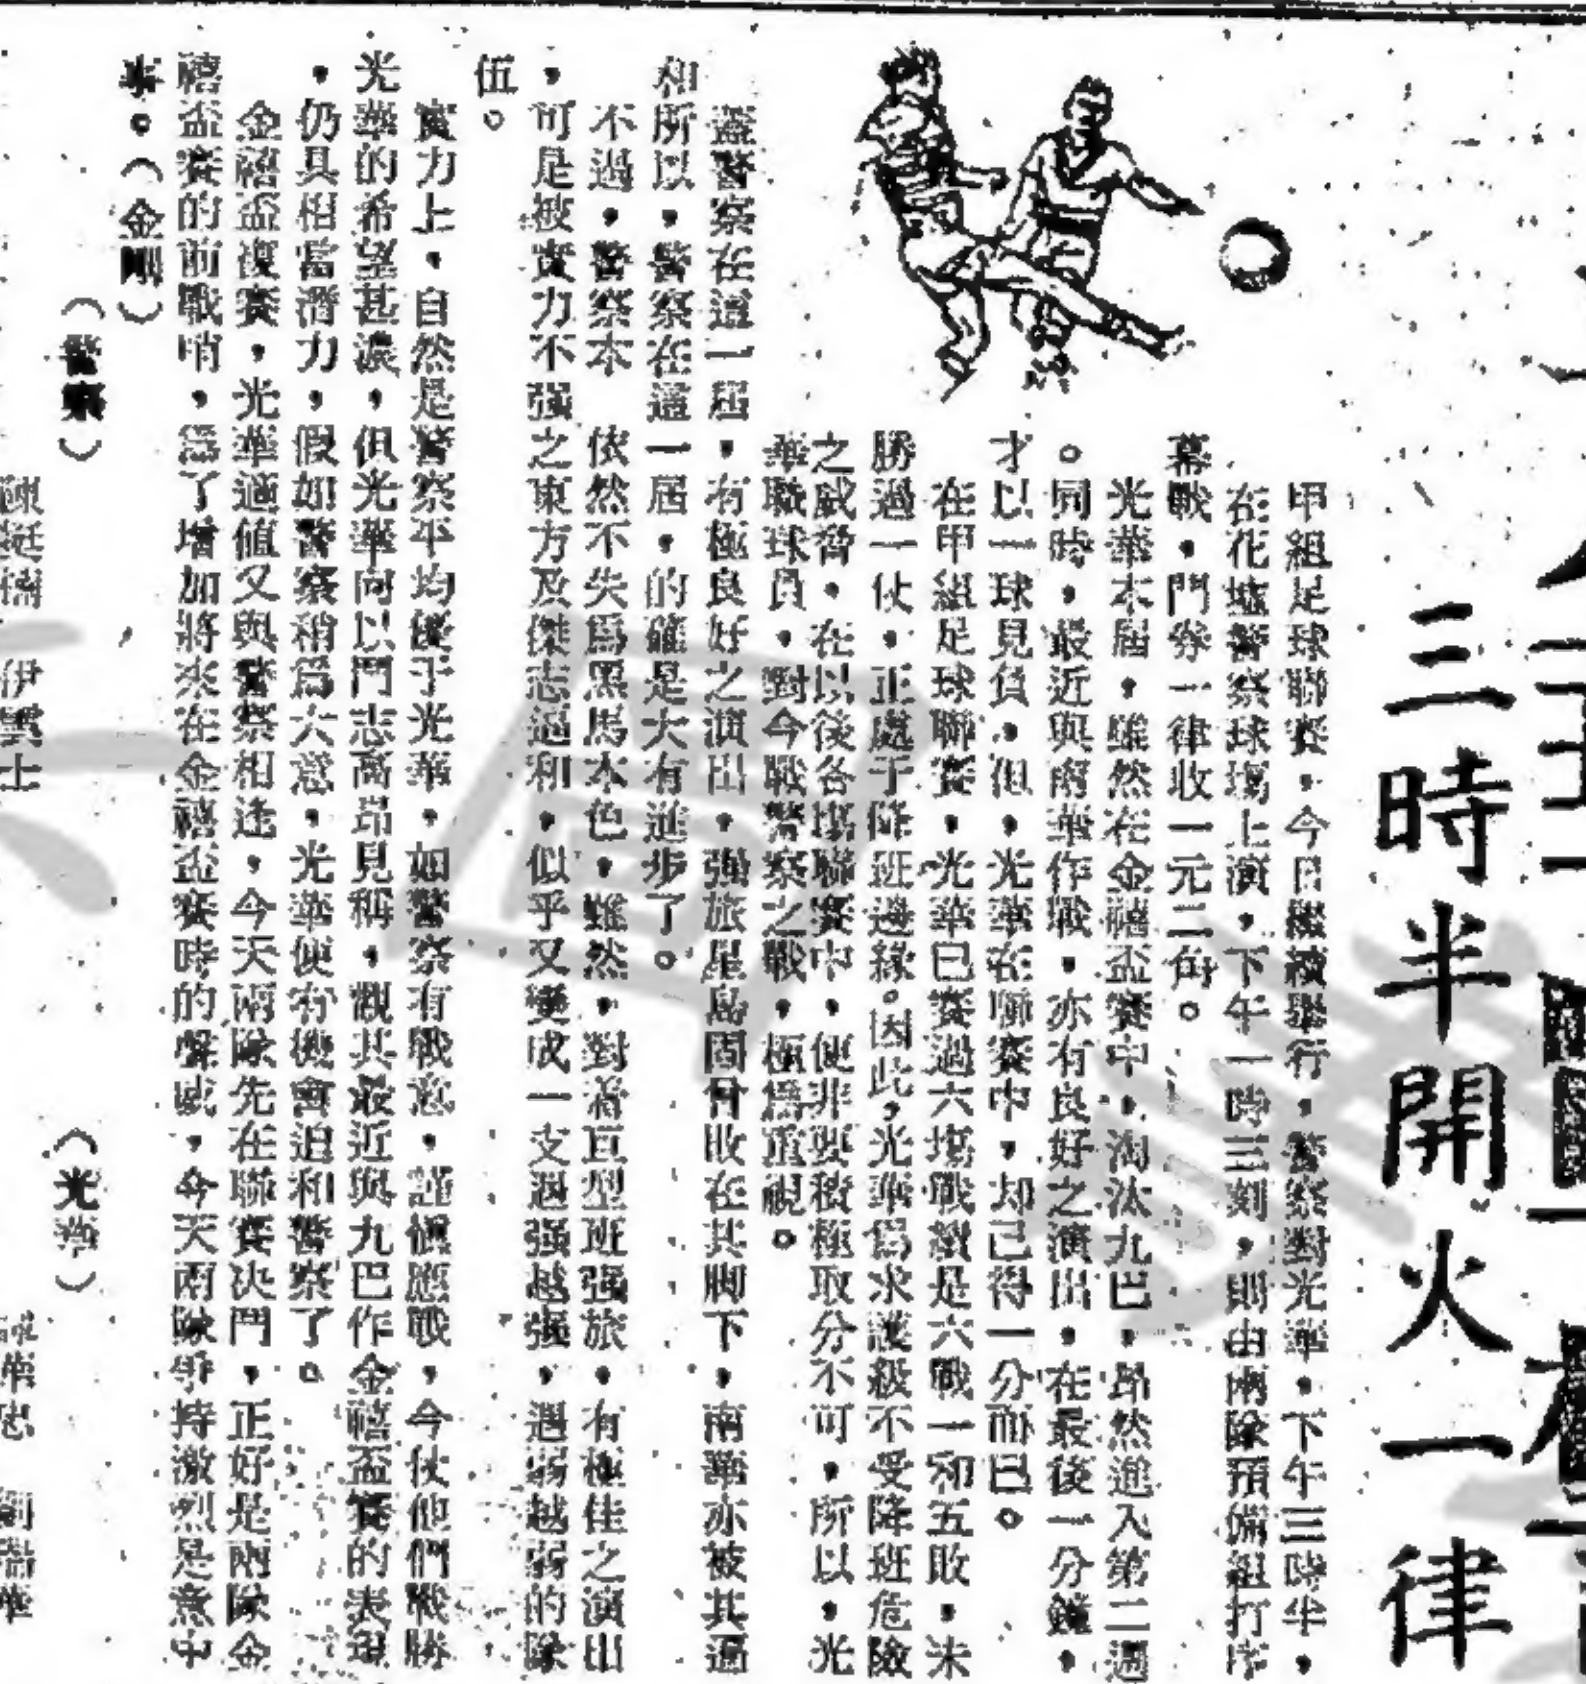 三時半開火一律
甲組足球聯賽,今日繼續舉行,警察對光華,下午三時半,
在花墟警察球塲上演,下午一時三刻,則由兩隊預備組打序
幕戰,門券一律收一元二角。
光華本屆,雖然在金禧盃賽中,淘汰九巴,昂然進入第二週
。同時,最近與南華作戰,亦有良好之演出,在最後一分鐘,
才以一球見負,但,光華在聯賽中,却已得一分而已。
在甲組足球聯賽,光華已賽過六塲戰績是六戰一和五敗,未
勝過一仗,正處于降班邊緣。因此,光華爲求護級不受降班危險
之威脅,在以後各塲聯賽中,便非要積極取分不可,所以,光
華職球員,對今戰警察之戰,極爲重視。
蓋警察在這一屆,有極良好之演出,强旅星島固曾敗在其脚下,南華亦被其逼
和所以,警察在這一屆,的確是大有進步了。
不過,警察本 依然不失爲黑馬本色,雖然,對着巨型班强旅,有極佳之演出
,可是被實力不强之東方及傑志逼和,似乎又變成一支遇强越强,遇弱越弱的隊
伍。
實力上,自然是警察平均優于光華,如警察有戰意,謹愼應戰,今仗他們戰勝
光華的希望甚濃,但光華向以鬥志高昂見稱,觀其最近與九巴作金禧盃賽的表現
,仍具相當潛力,假如警察稍爲大意,光華便有機會迫和警察了。
金禧盃復賽,光華適值又與警察相逢,今天兩隊先在聯賽決鬥,正好是兩隊金
禧盃賽的前戰哨,爲了增加將來在金禧盃賽時的聲威,今天兩隊爭持激烈是意中
事。(金剛)
(警察) (光華)